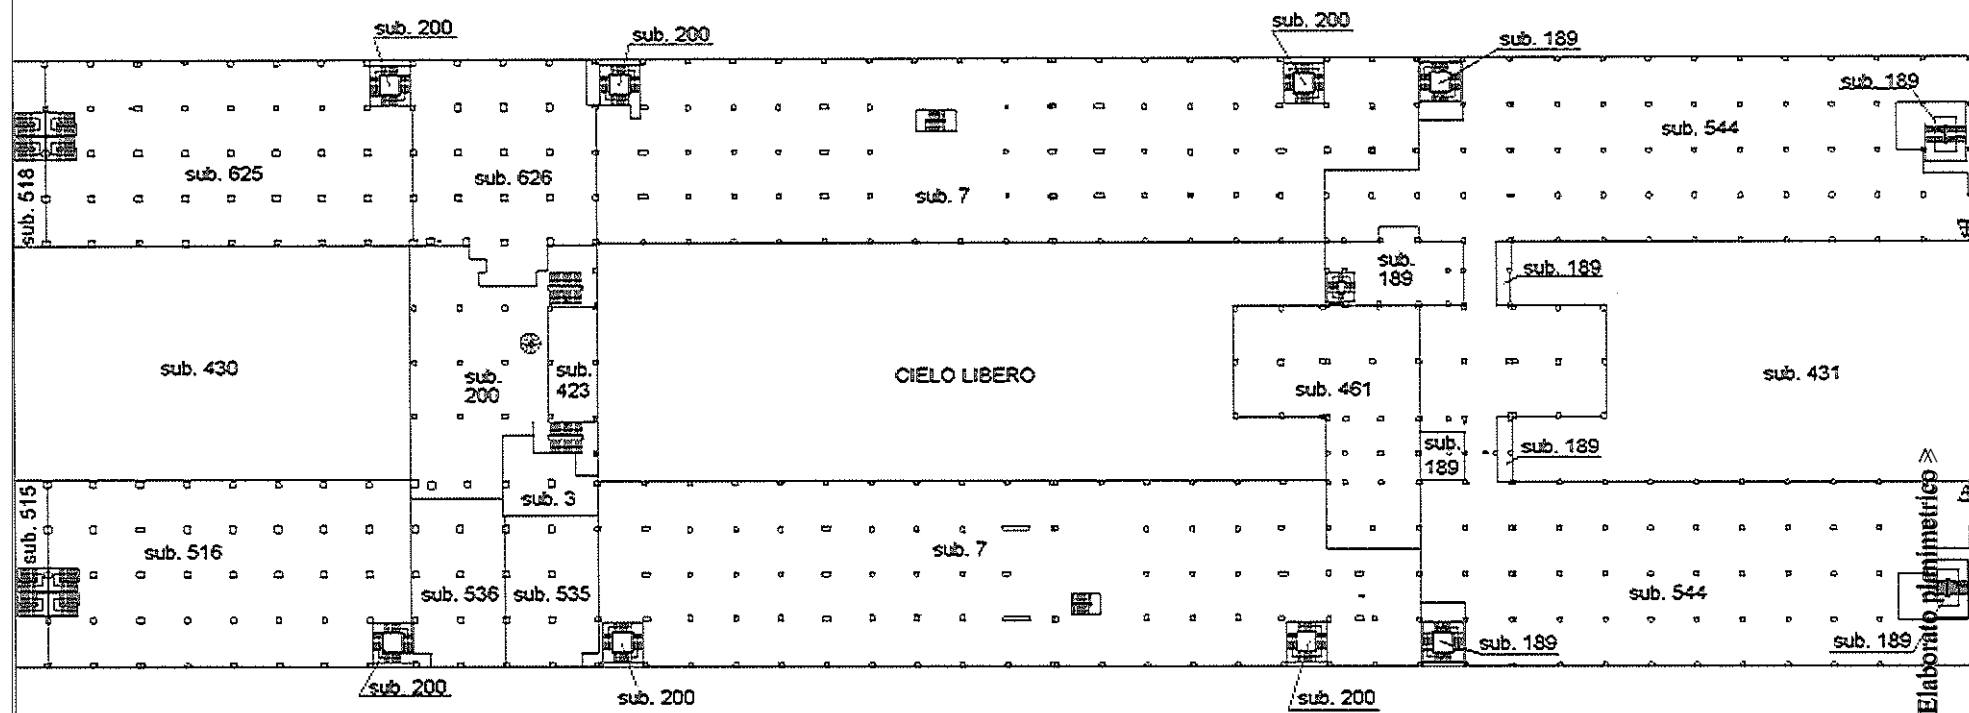 sub. 200
sub. 200
sub. 200
sub. 189
sub. 189
sub. 544
sub. 518
sub. 625
sub. 626
sub. 7
sub.
189
sub. 189
sub. 430
sub.
200
sub.
423
CIELO LIBERO
sub. 461
sub. 431
sub.
189
sub. 189
sub. 515
sub. 3
sub. 516
sub. 7
sub. 536
sub. 535
sub. 544
sub. 189
sub. 189
sub. 200
sub. 200
sub. 200
Elaborato planimetrico >>